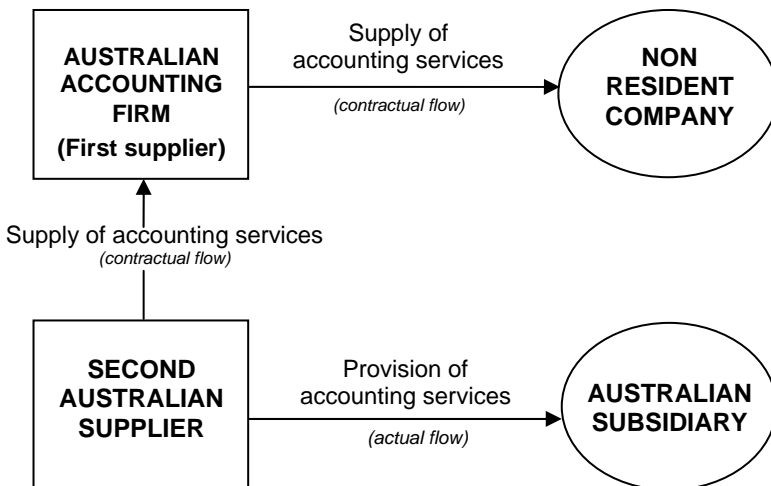 AUSTRALIAN
ACCOUNTING
FIRM
(First supplier)
Supply of
accounting services
(contractual flow)
NON
RESIDENT
COMPANY
Supply of accounting services
(contractual flow)
SECOND
AUSTRALIAN
SUPPLIER
Provision of
accounting services
(actual flow)
AUSTRALIAN
SUBSIDIARY